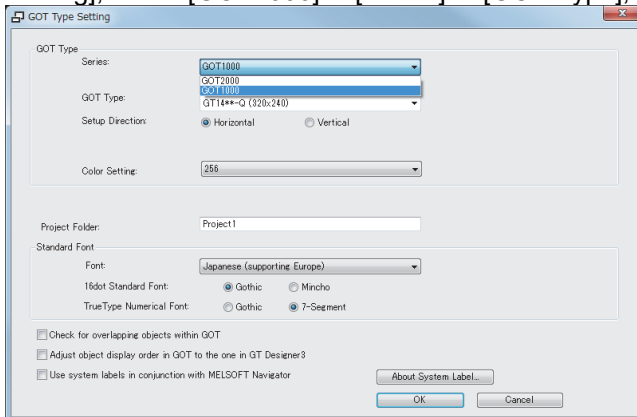 GOT Type Setting
GOT Type
Series:
GOT1000
GOT2000
GOT1000
GOT Type:
GT14**-Q (320x240)
Setup Direction:
Horizontal
Vertical
Color Setting:
256
Project Folder:
Project1
Standard Font
Font:
Japanese (supporting Europe)
16dot Standard Font:
Gothic
Mincho
TrueType Numerical Font:
Gothic
7-Segment
Check for overlapping objects within GOT
Adjust object display order in GOT to the one in GT Designer3
Use system labels in conjunction with MELSOFT Navigator
About System Label...
OK
Cancel